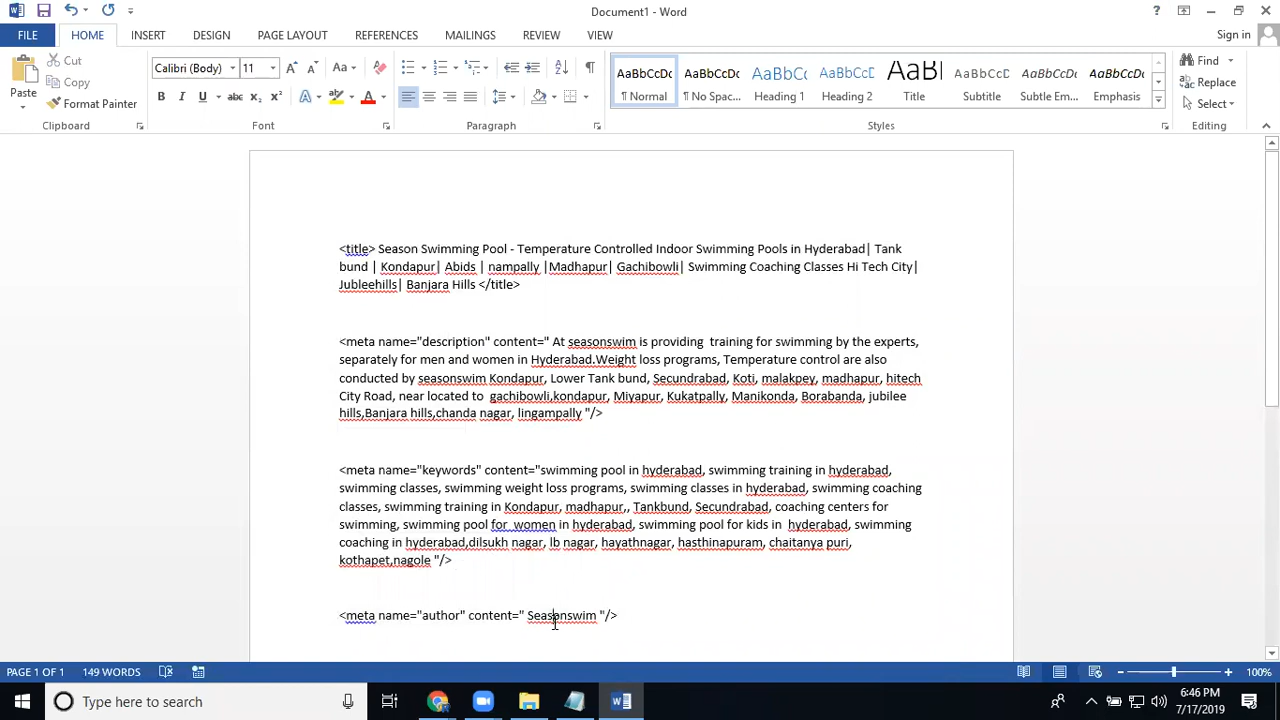 Document1 - Word
?
FILE HOME INSERT DESIGN PAGE LAYOUT REFERENCES MAILINGS REVIEW VIEW Sign in
Paste
Cut
Copy
Format Painter
Calibri (Body) 11
AaBbCcDc AaBbCcDc AaBbCc AaBbCcD AaBl AaBbCcD AaBbCcDc AaBbCcDc
¶ Normal ¶ No Spac... Heading 1 Heading 2 Title Subtitle Subtle Em... Emphasis
Find
Replace
Select
Clipboard Font Paragraph Styles Editing
<title> Season Swimming Pool - Temperature Controlled Indoor Swimming Pools in Hyderabad| Tank
bund | Kondapur| Abids | nampally |Madhapur| Gachibowli| Swimming Coaching Classes Hi Tech City|
Jubleehills| Banjara Hills </title>
<meta name="description" content=" At seasonswim is providing  training for swimming by the experts,
separately for men and women in Hyderabad.Weight loss programs, Temperature control are also
conducted by seasonswim Kondapur, Lower Tank bund, Secundrabad, Koti, malakpey, madhapur, hitech
City Road, near located to  gachibowli,kondapur, Miyapur, Kukatpally, Manikonda, Borabanda, jubilee
hills,Banjara hills,chanda nagar, lingampally "/>
<meta name="keywords" content="swimming pool in hyderabad, swimming training in hyderabad,
swimming classes, swimming weight loss programs, swimming classes in hyderabad, swimming coaching
classes, swimming training in Kondapur, madhapur,, Tankbund, Secundrabad, coaching centers for
swimming, swimming pool for  women in hyderabad, swimming pool for kids in  hyderabad, swimming
coaching in hyderabad,dilsukh nagar, lb nagar, hayathnagar, hasthinapuram, chaitanya puri,
kothapet,nagole "/>
<meta name="author" content=" Seasonswim "/>
PAGE 1 OF 1 149 WORDS 100%
Type here to search
6:46 PM
7/17/2019